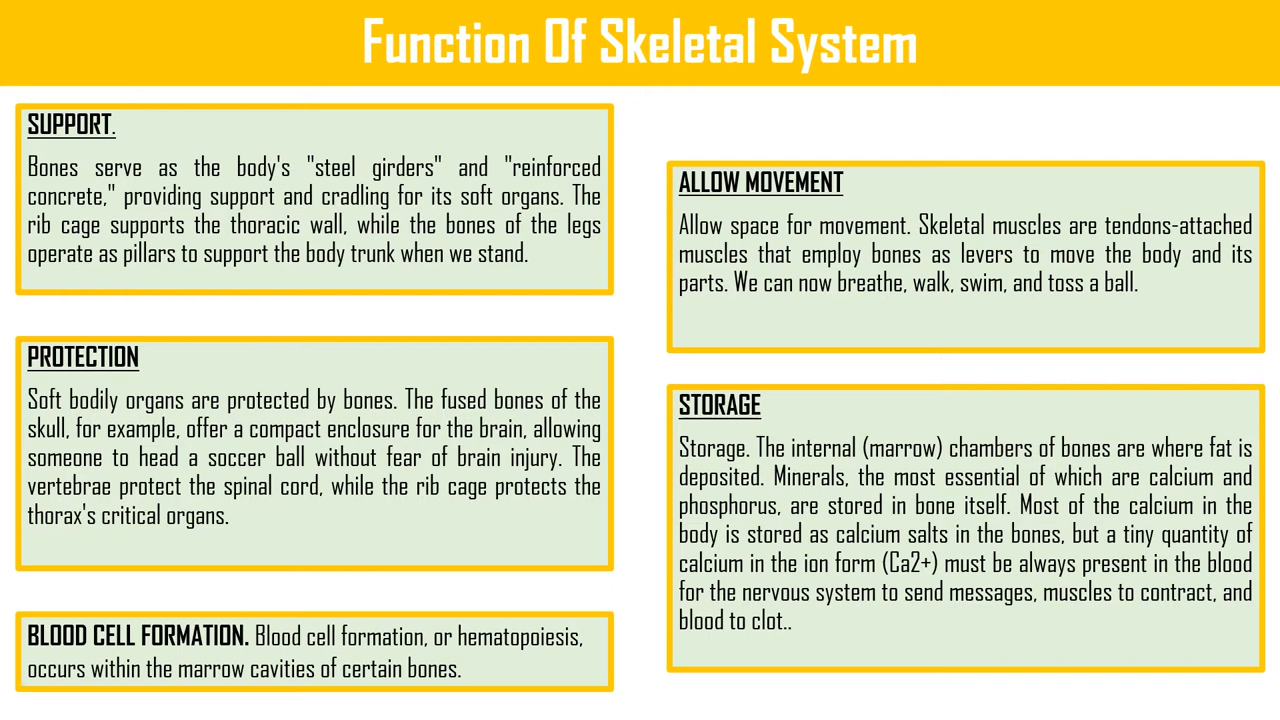 Function Of Skeletal System
SUPPORT.
Bones serve as the body's "steel girders" and "reinforced
concrete," providing support and cradling for its soft organs. The
rib cage supports the thoracic wall, while the bones of the legs
operate as pillars to support the body trunk when we stand.
PROTECTION
Soft bodily organs are protected by bones. The fused bones of the
skull, for example, offer a compact enclosure for the brain, allowing
someone to head a soccer ball without fear of brain injury. The
vertebrae protect the spinal cord, while the rib cage protects the
thorax's critical organs.
BLOOD CELL FORMATION. Blood cell formation, or hematopoiesis,
occurs within the marrow cavities of certain bones.
ALLOW MOVEMENT
Allow space for movement. Skeletal muscles are tendons-attached
muscles that employ bones as levers to move the body and its
parts. We can now breathe, walk, swim, and toss a ball.
STORAGE
Storage. The internal (marrow) chambers of bones are where fat is
deposited. Minerals, the most essential of which are calcium and
phosphorus, are stored in bone itself. Most of the calcium in the
body is stored as calcium salts in the bones, but a tiny quantity of
calcium in the ion form (Ca2+) must be always present in the blood
for the nervous system to send messages, muscles to contract, and
blood to clot..